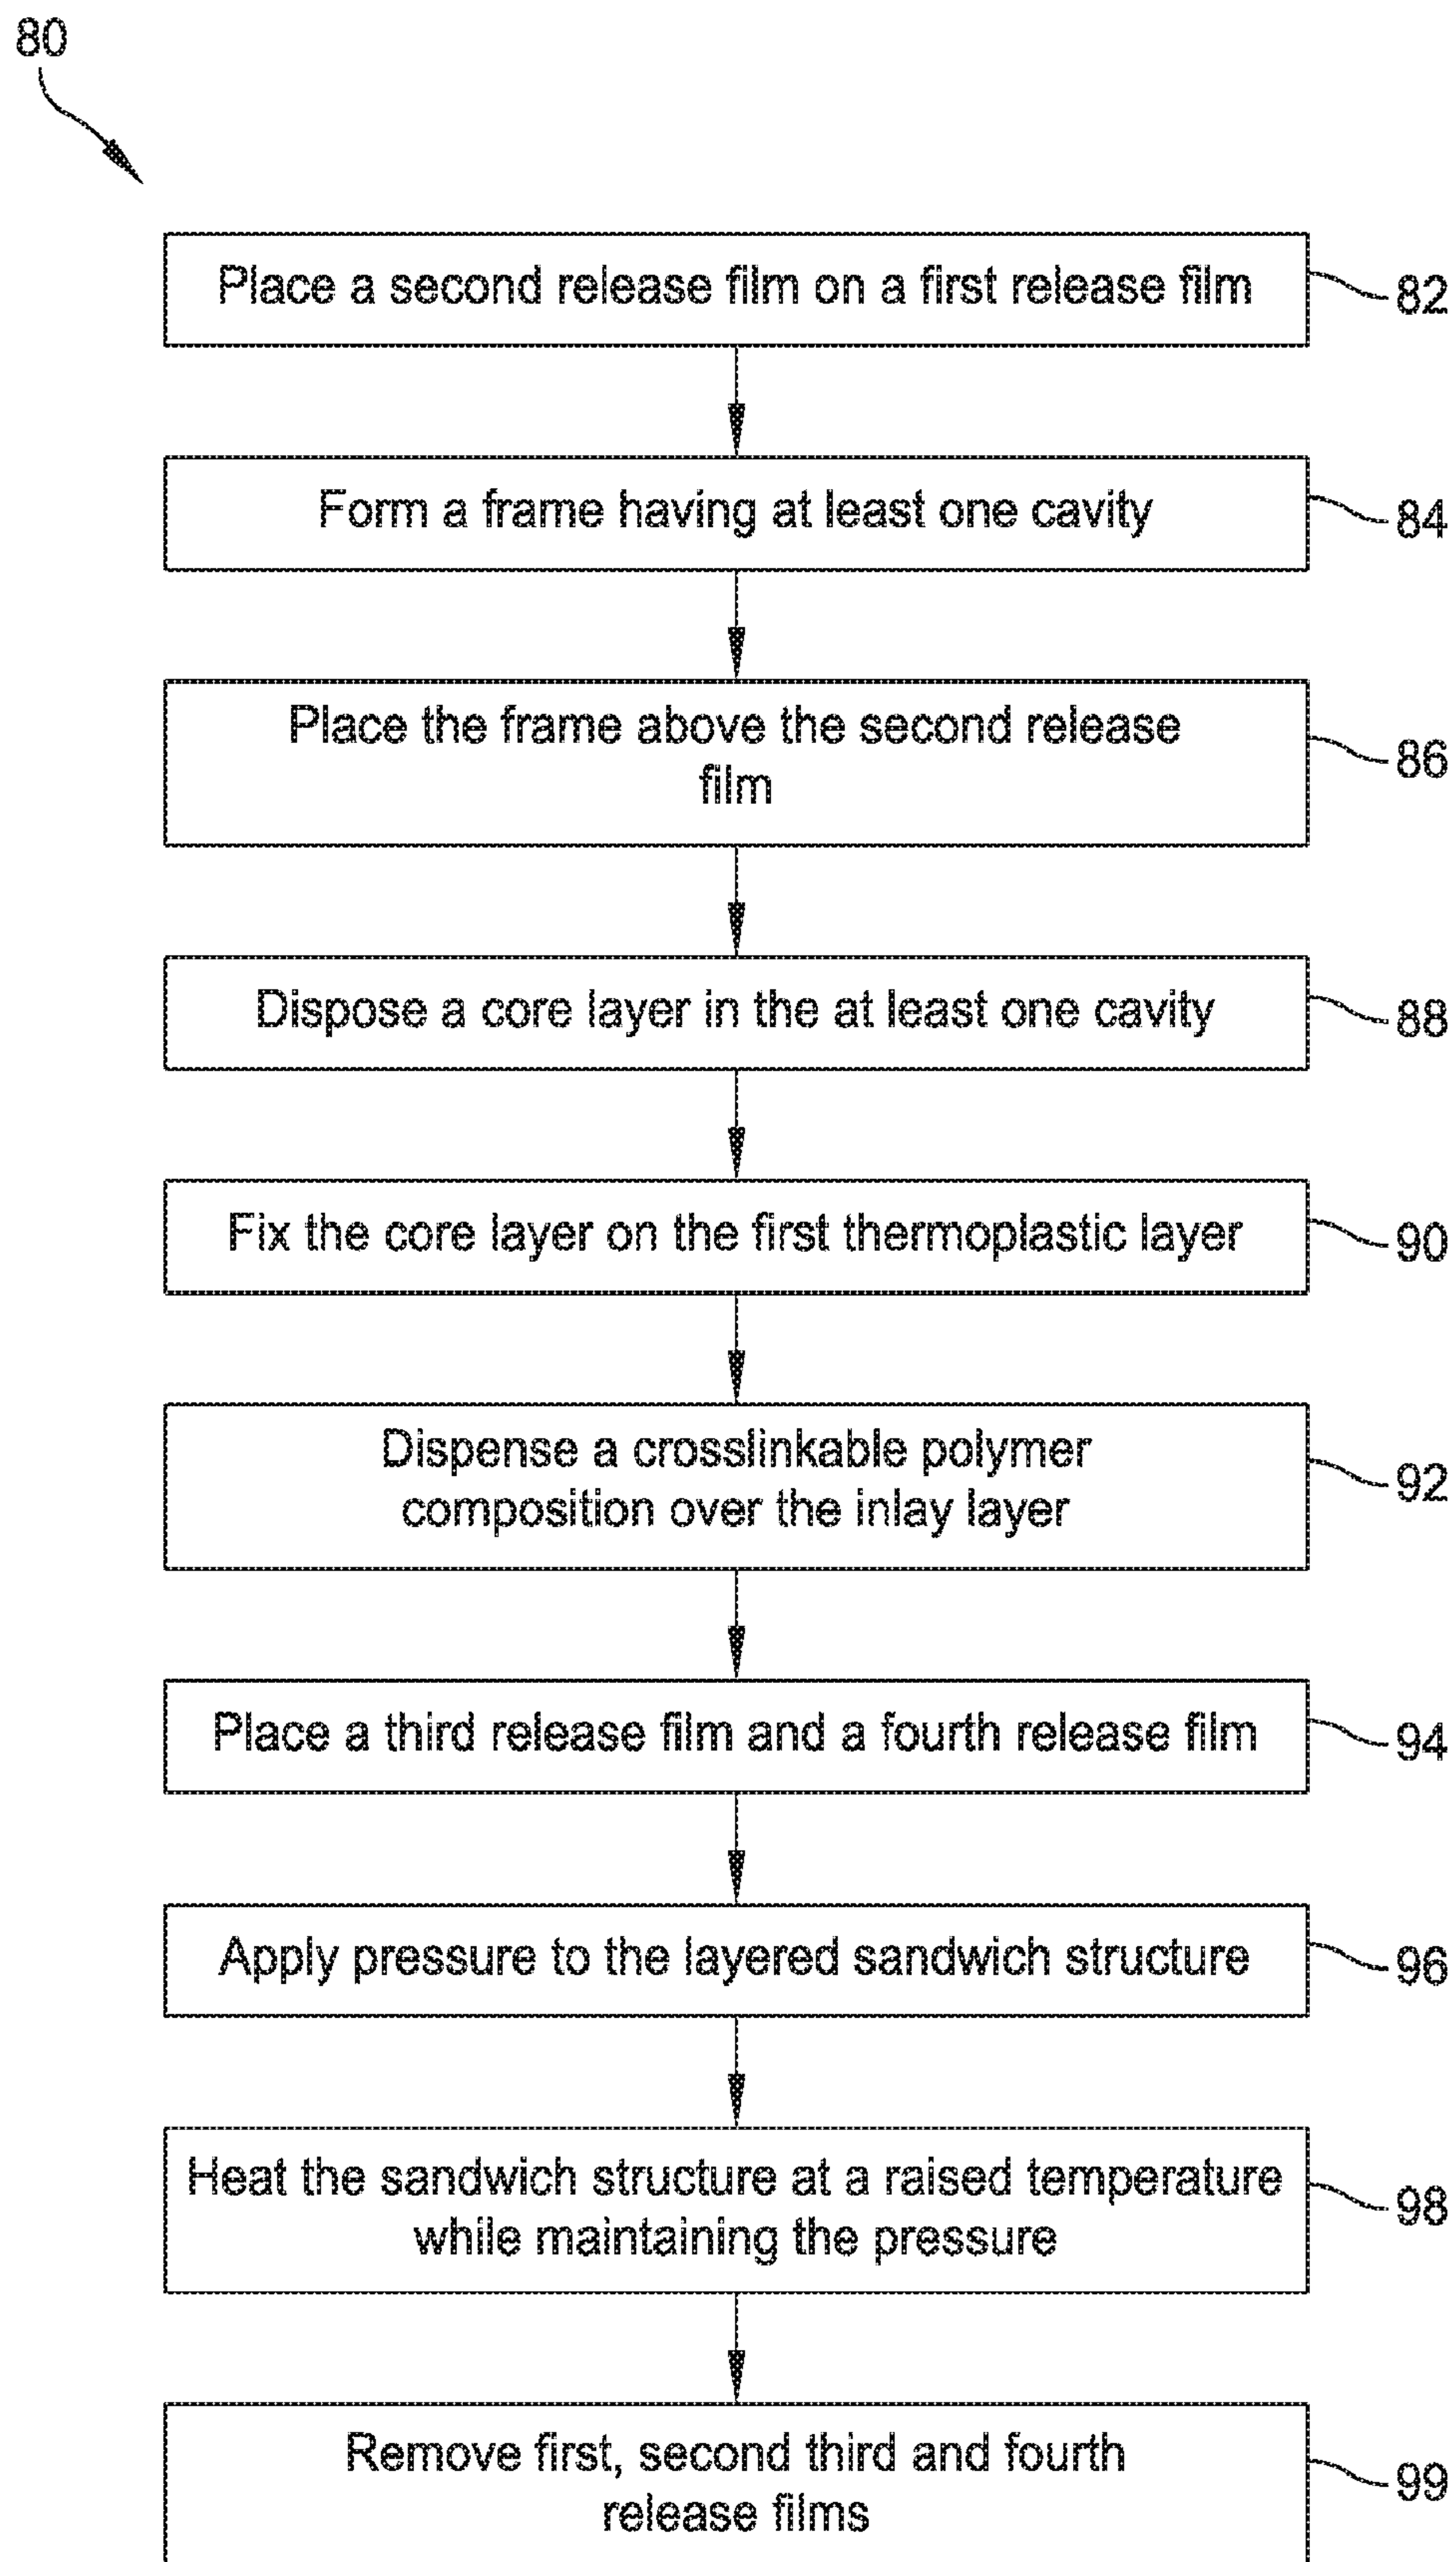 80
Place a second release film on a first release film
82
Form a frame having at least one cavity
84
Place the frame above the second release
film
86
Dispose a core layer in the at least one cavity
88
Fix the core layer on the first thermoplastic layer
90
Dispense a crosslinkable polymer
composition over the inlay layer
92
Place a third release film and a fourth release film
94
Apply pressure to the layered sandwich structure
96
Heat the sandwich structure at a raised temperature
while maintaining the pressure
98
Remove first, second third and fourth
release films
99